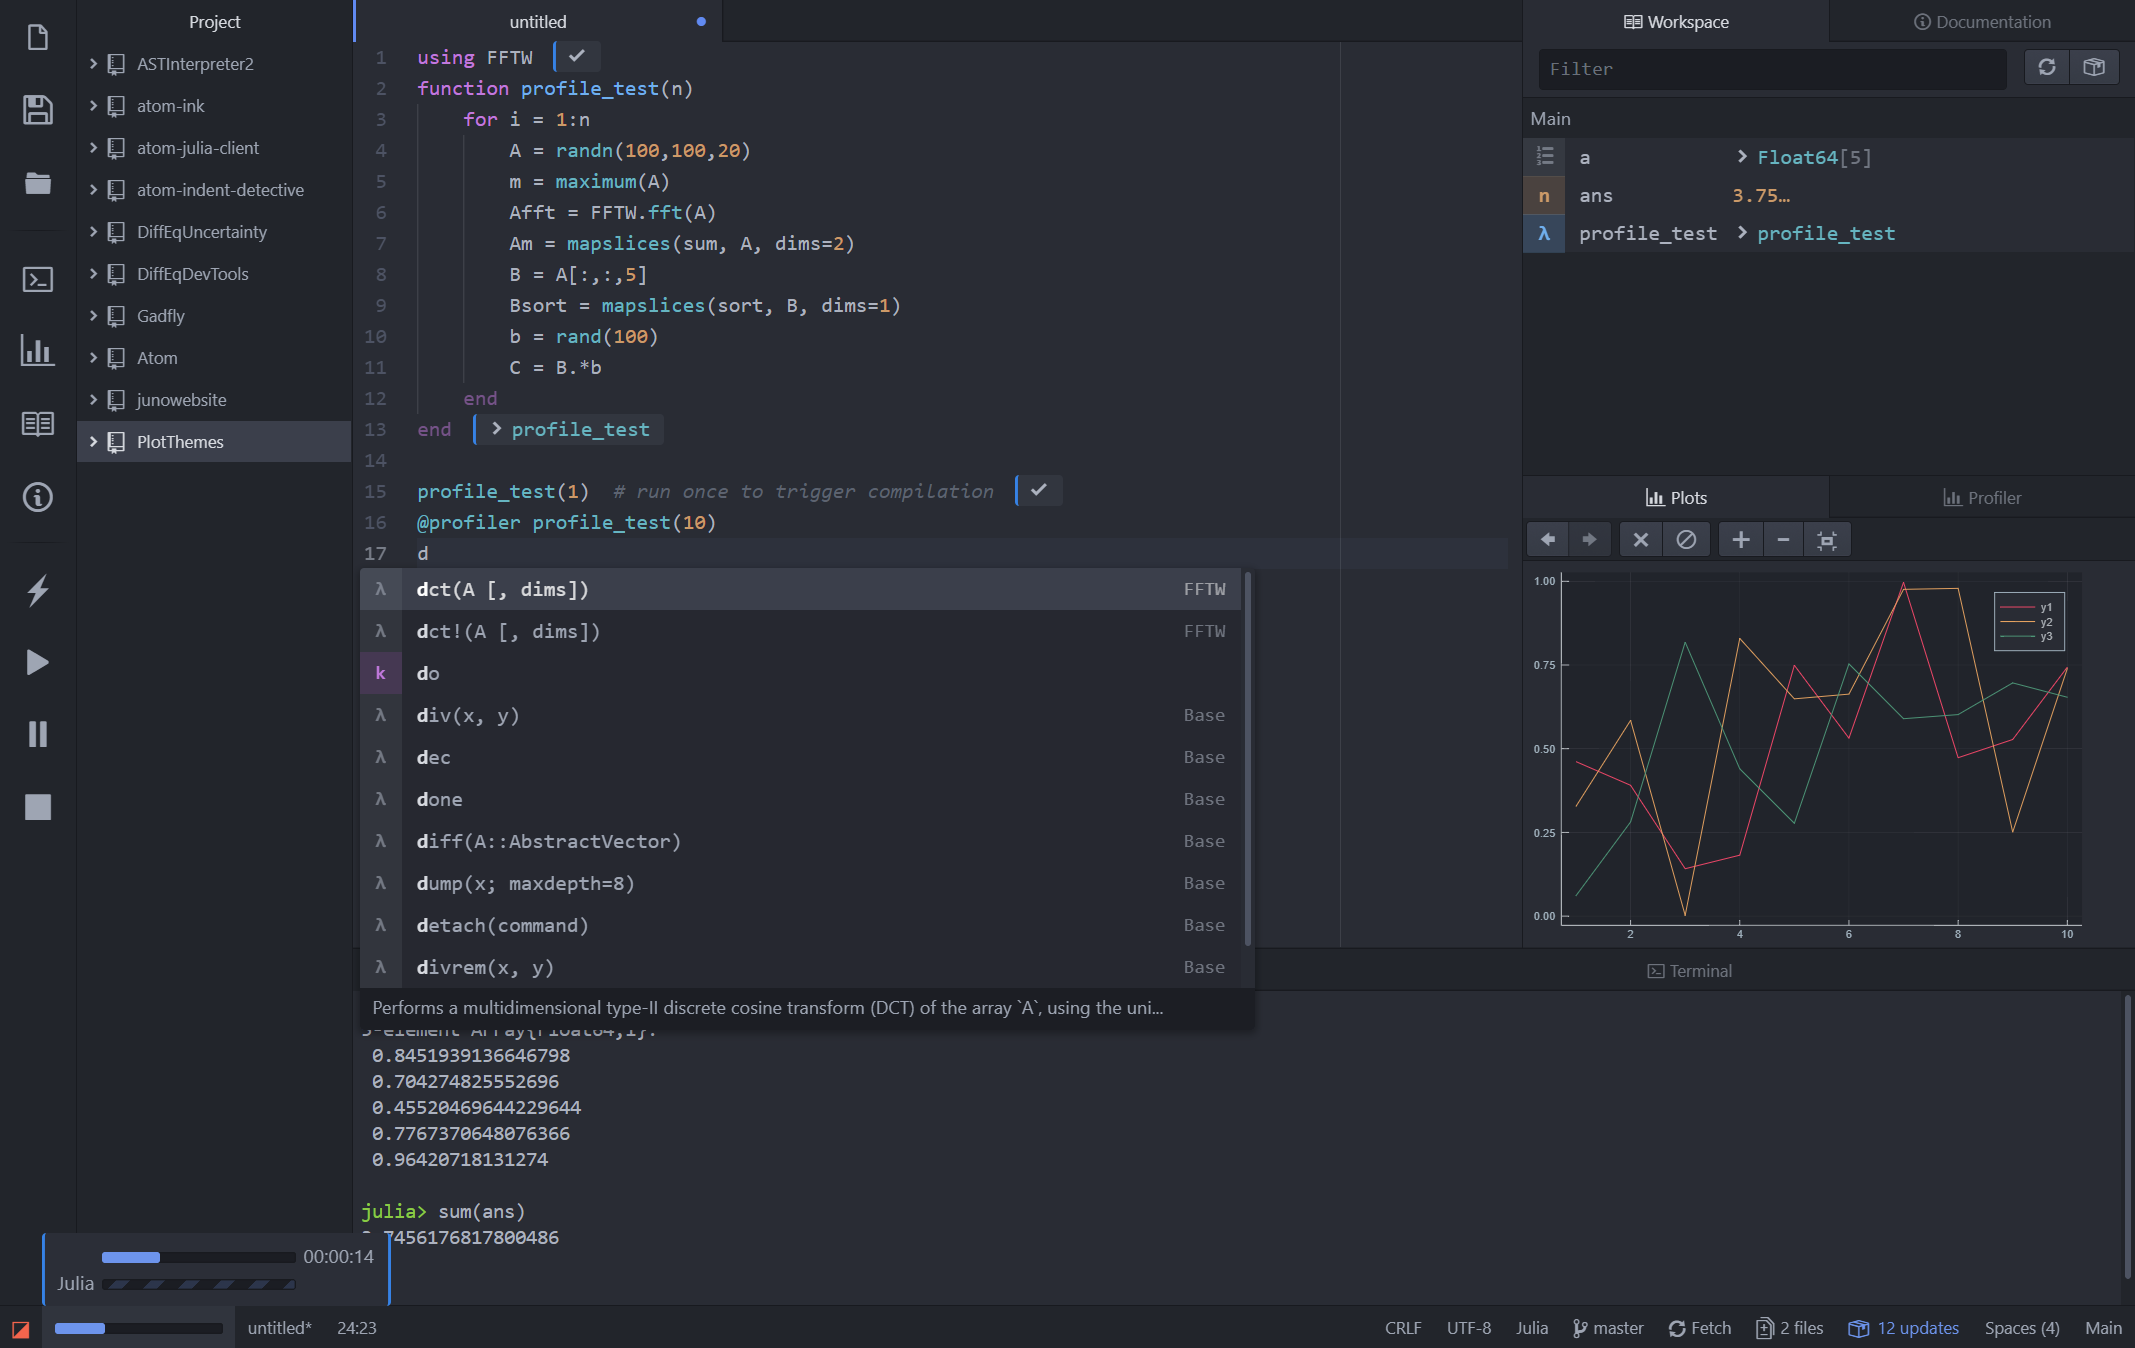 Project
ASTInterpreter2
atom-ink
atom-julia-client
atom-indent-detective
DiffEqUncertainty
DiffEqDevTools
Gadfly
Atom
junowebsite
PlotThemes
untitled
1 using FFTW
2 function profile_test(n)
3 for i = 1:n
4 A = randn(100,100,20)
5 m = maximum(A)
6 Afft = FFTW.fft(A)
7 Am = mapslices(sum, A, dims=2)
8 B = A[:,:,5]
9 Bsort = mapslices(sort, B, dims=1)
10 b = rand(100)
11 C = B.*b
12 end
13 end > profile_test
14
15 profile_test(1) # run once to trigger compilation
16 @profiler profile_test(10)
17 d
λ dct(A [, dims]) FFTW
λ dct!(A [, dims]) FFTW
k do
λ div(x, y) Base
λ dec Base
λ done Base
λ diff(A::AbstractVector) Base
λ dump(x; maxdepth=8) Base
λ detach(command) Base
λ divrem(x, y) Base
Performs a multidimensional type-II discrete cosine transform (DCT) of the array `A`, using the uni...
Workspace
Documentation
Filter
Main
a > Float64[5]
n ans 3.75…
λ profile_test > profile_test
Plots
Profiler
1.00
0.75
0.50
0.25
0.00
2 4 6 8 10
y1
y2
y3
Terminal
5-element Array{Float64,1}:
0.8451939136646798
0.704274825552696
0.45520469644229644
0.7767370648076366
0.96420718131274
julia> sum(ans)
3.7456176817800486
00:00:14
Julia
untitled* 24:23
CRLF UTF-8 Julia master Fetch 2 files 12 updates Spaces (4) Main